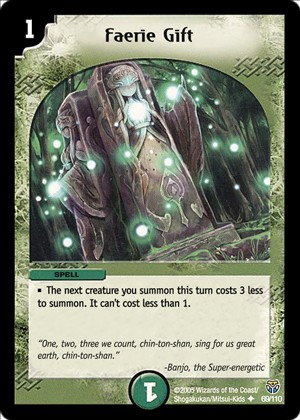 1
Faerie Gift
SPELL
▪ The next creature you summon this turn costs 3 less
to summon. It can't cost less than 1.
"One, two, three we count, chin-ton-shan, sing for us great
earth, chin-ton-shan."
-Banjo, the Super-energetic
1
©2005 Wizards of the Coast/
Shogakukan/Mitsui-Kids ✦ 69/110